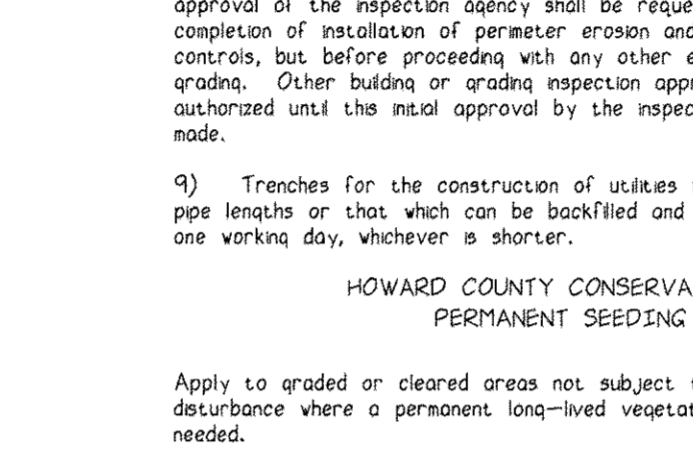 approval of the inspection agency shall be reque
completion of installation of perimeter erosion and
controls, but before proceeding with any other e
grading. Other building or grading inspection appr
authorized until this initial approval by the inspec
made.
9) Trenches for the construction of utilities
pipe lengths or that which can be backfilled and
one working day, whichever is shorter.
HOWARD COUNTY CONSERVA
PERMANENT SEEDING
Apply to graded or cleared areas not subject t
disturbance where a permanent long-lived vegetat
needed.